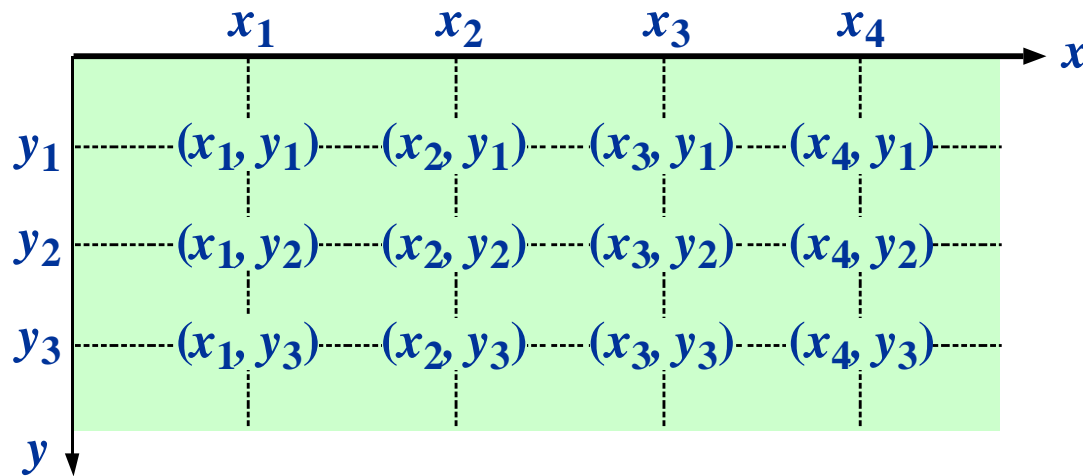 x₁ x₂ x₃ x₄
x
y₁ (x₁, y₁) (x₂, y₁) (x₃, y₁) (x₄, y₁)
y₂ (x₁, y₂) (x₂, y₂) (x₃, y₂) (x₄, y₂)
y₃ (x₁, y₃) (x₂, y₃) (x₃, y₃) (x₄, y₃)
y